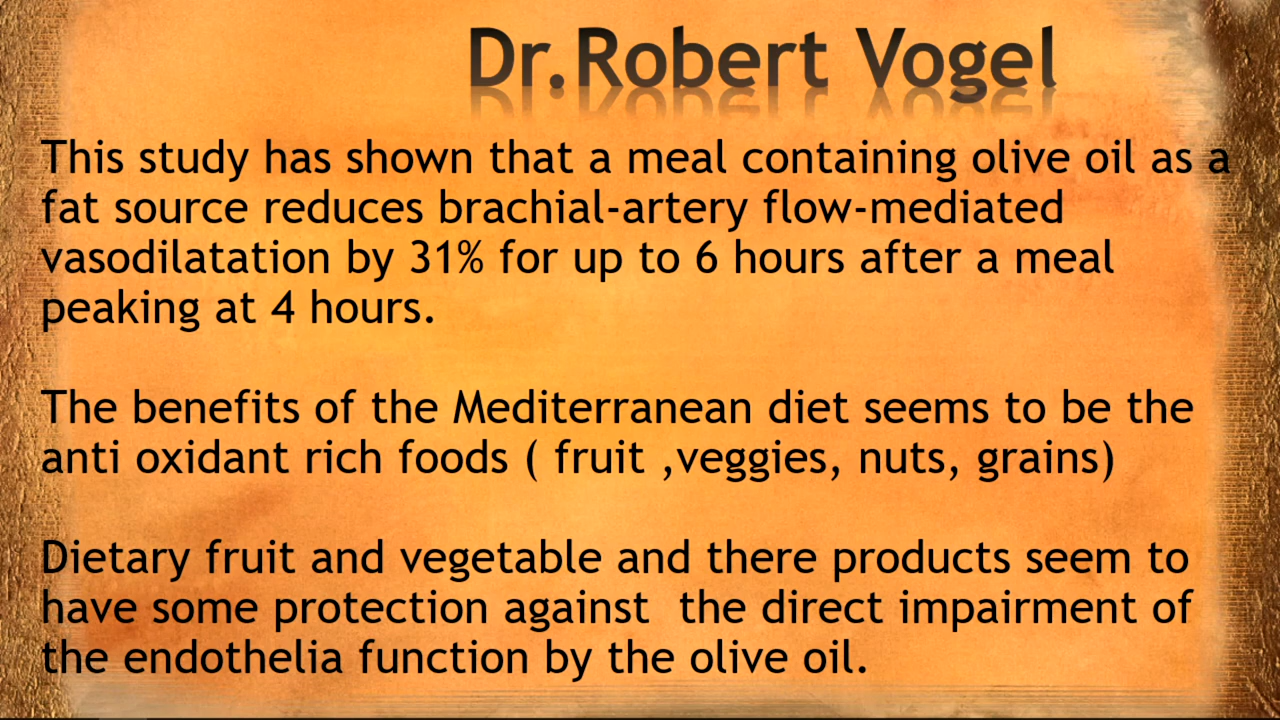 Dr.Robert Vogel
This study has shown that a meal containing olive oil as a
fat source reduces brachial-artery flow-mediated
vasodilatation by 31% for up to 6 hours after a meal
peaking at 4 hours.
The benefits of the Mediterranean diet seems to be the
anti oxidant rich foods ( fruit ,veggies, nuts, grains)
Dietary fruit and vegetable and there products seem to
have some protection against  the direct impairment of
the endothelia function by the olive oil.